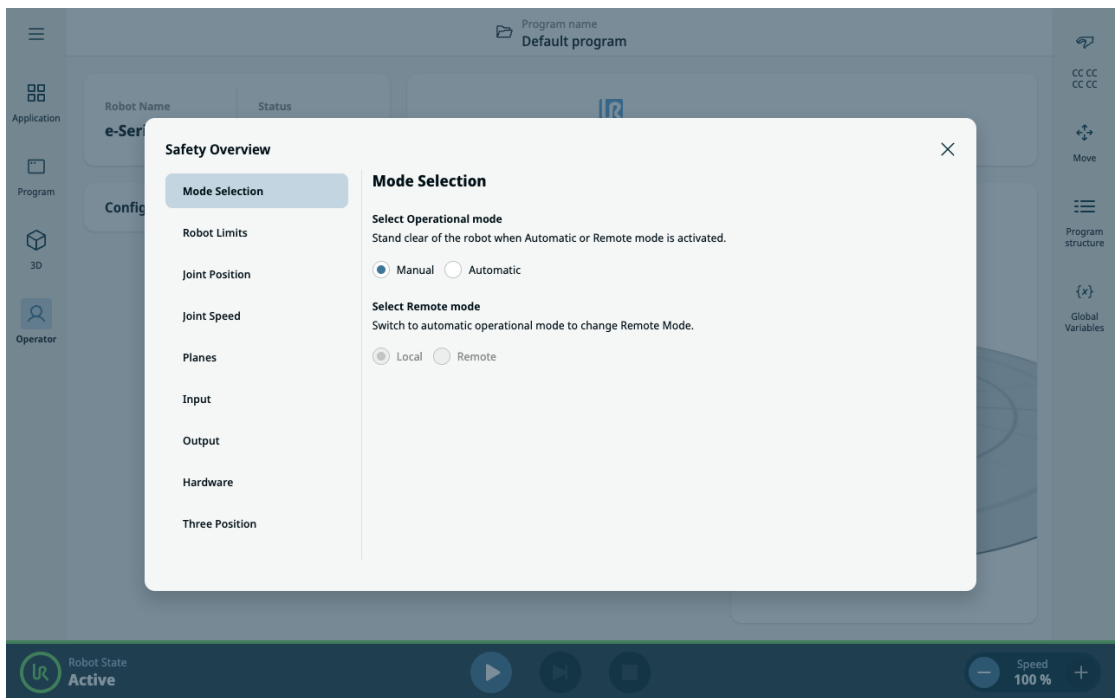 Program name
Default program
Application
Program
3D
Operator
Robot Name
Status
e-Seri
Config
Safety Overview
Mode Selection
Robot Limits
Joint Position
Joint Speed
Planes
Input
Output
Hardware
Three Position
Mode Selection
Select Operational mode
Stand clear of the robot when Automatic or Remote mode is activated.
Manual Automatic
Select Remote mode
Switch to automatic operational mode to change Remote Mode.
Local Remote
CC CC
CC CC
Move
Program
structure
{x}
Global
Variables
UR
Robot State
Active
Speed
100 %